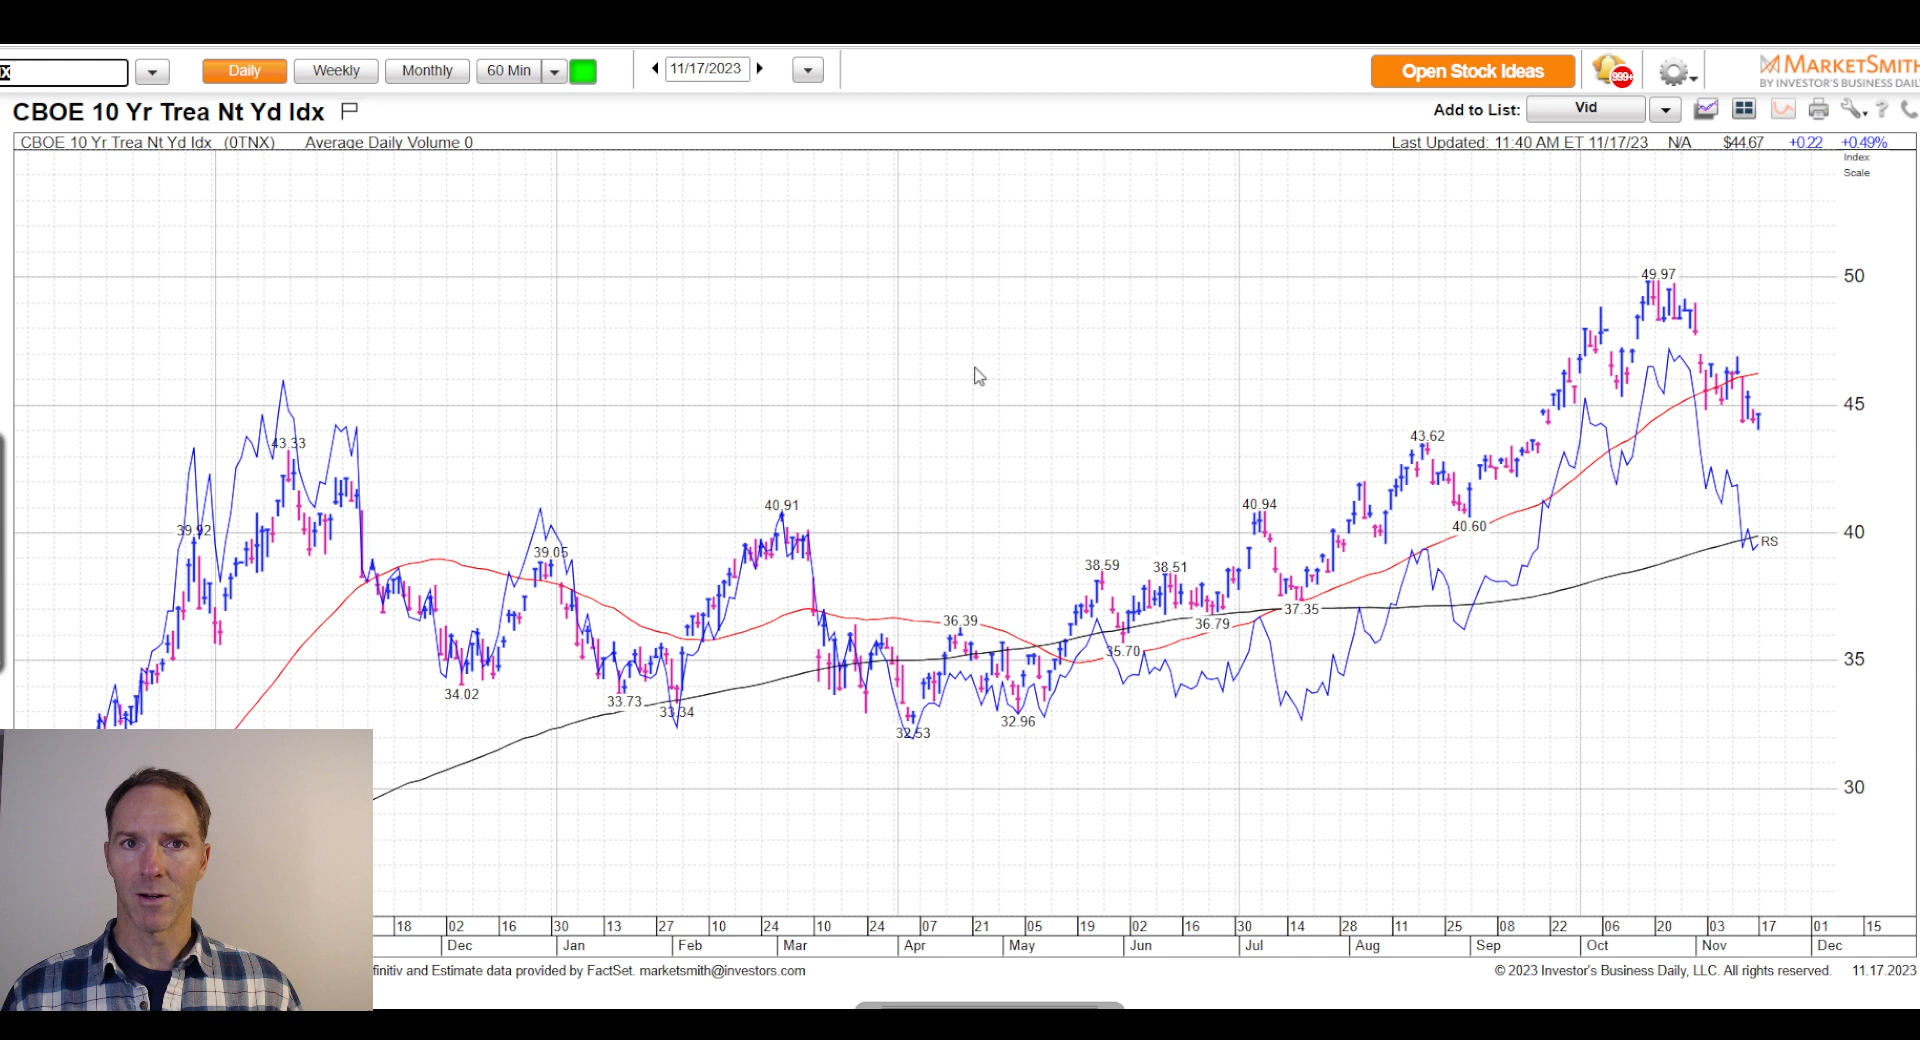 X
Daily Weekly Monthly 60 Min 11/17/2023 Open Stock Ideas 999+ MARKETSMITH
BY INVESTOR'S BUSINESS DAILY
CBOE 10 Yr Trea Nt Yd Idx Add to List: Vid ?
CBOE 10 Yr Trea Nt Yd Idx (0TNX) Average Daily Volume 0 Last Updated: 11:40 AM ET 11/17/23 N/A $44.67 +0.22 +0.49%
Index
Scale
49.97 50
45
43.33 43.62
40.91 40.94
39.92 40.60 40
RS
39.05
38.59 38.51
37.35
36.39 36.79
35.70 35
34.02 33.73
33.34 32.96
32.53
30
18 02 16 30 13 27 10 24 10 24 07 21 05 19 02 16 30 14 28 11 25 08 22 06 20 03 17 01 15
Dec Jan Feb Mar Apr May Jun Jul Aug Sep Oct Nov Dec
finitiv and Estimate data provided by FactSet. marketsmith@investors.com © 2023 Investor's Business Daily, LLC. All rights reserved. 11.17.2023